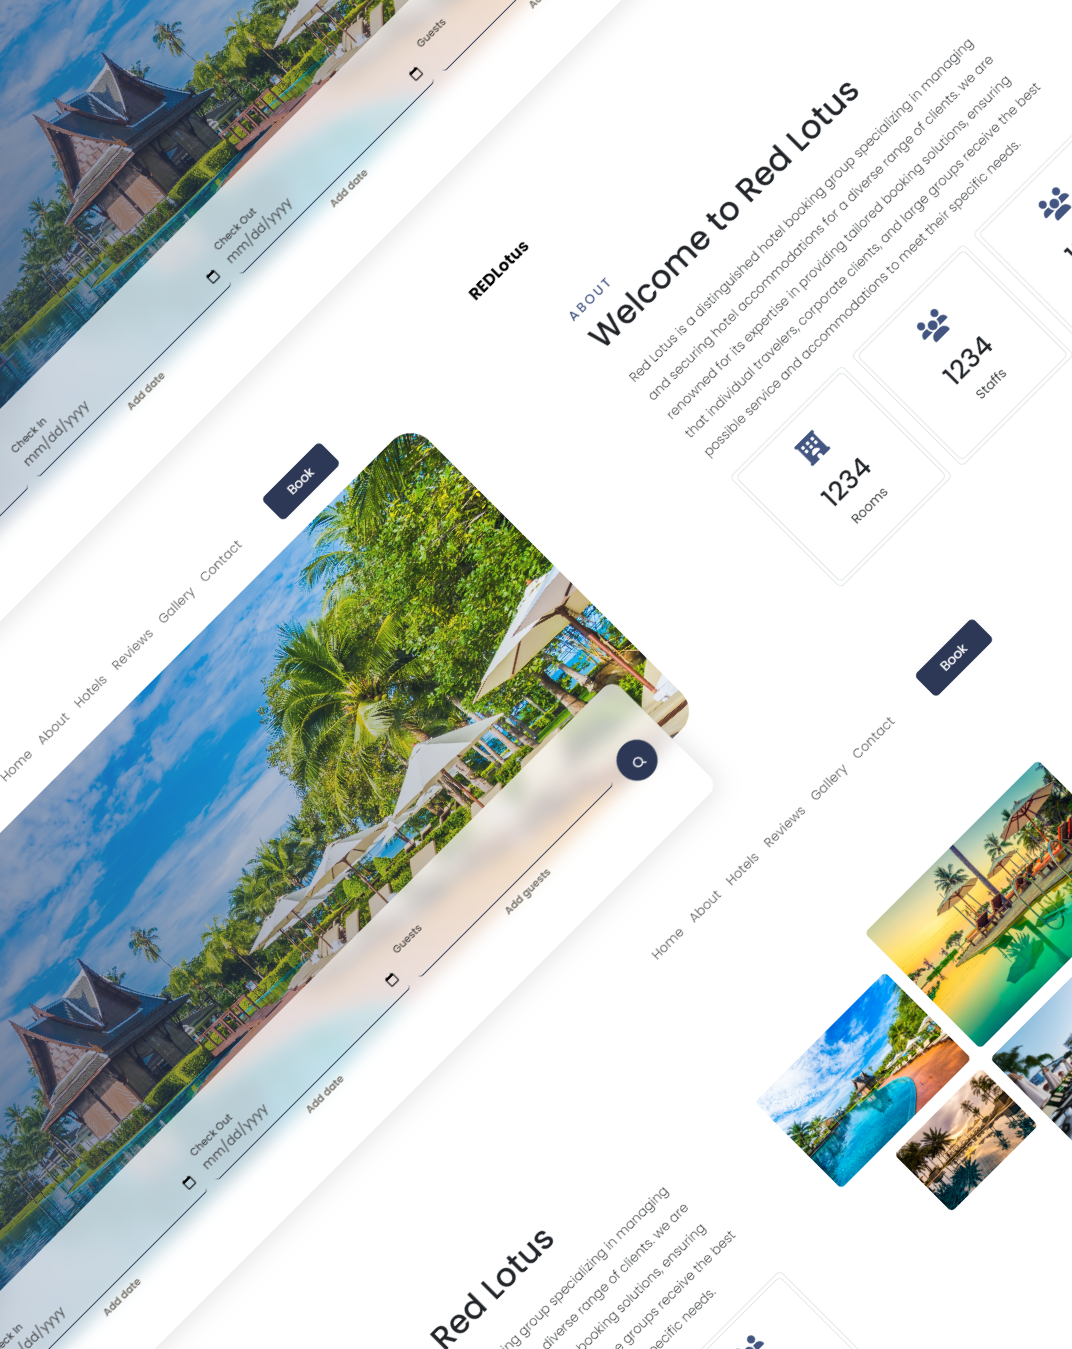 Guests
Check Out
mm/dd/yyyy
Add date
Check In
mm/dd/yyyy
Add date
REDLotus
ABOUT
Welcome to Red Lotus
Red Lotus is a distinguished hotel booking group specializing in managing
and securing hotel accommodations for a diverse range of clients. we are
renowned for its expertise in providing tailored booking solutions, ensuring
that individual travelers, corporate clients, and large groups receive the best
possible service and accommodations to meet their specific needs.
1234
Staffs
1234
Rooms
Book
Home About Hotels Reviews Gallery Contact
Guests
Add guests
Check Out
mm/dd/yyyy
Add date
mm/dd/yyyy
Add date
Book
Home About Hotels Reviews Gallery Contact
Red Lotus
group specializing in managing
diverse range of clients. we are
booking solutions, ensuring
groups receive the best
needs.